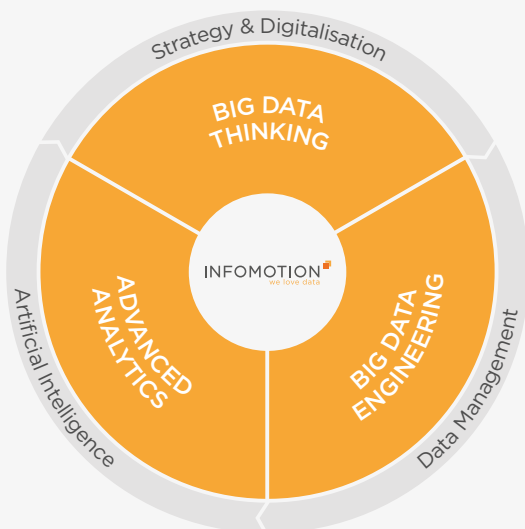 Strategy & Digitalisation
BIG DATA
THINKING
INFOMOTION
we love data
ADVANCED
ANALYTICS
BIG DATA
ENGINEERING
Artificial Intelligence
Data Management